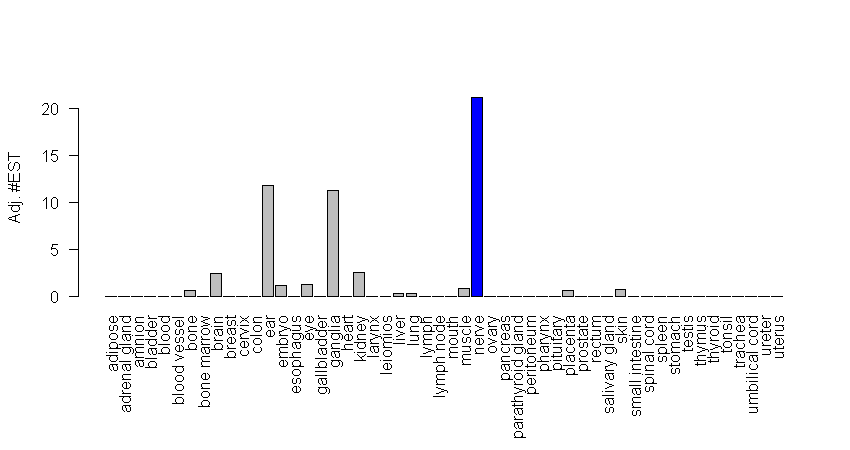 Adj. #EST
20
15
10
5
0
adipose
adrenal gland
amnion
bladder
blood
blood vessel
bone
bone marrow
brain
breast
cervix
colon
ear
embryo
esophagus
eye
gallbladder
ganglia
heart
kidney
larynx
leiomios
liver
lung
lymph
lymph node
mouth
muscle
nerve
ovary
pancreas
parathyroid gland
peritoneum
pharynx
pituitary
placenta
prostate
rectum
salivary gland
skin
small intestine
spinal cord
spleen
stomach
testis
thymus
thyroid
tonsil
trachea
umbilical cord
ureter
uterus